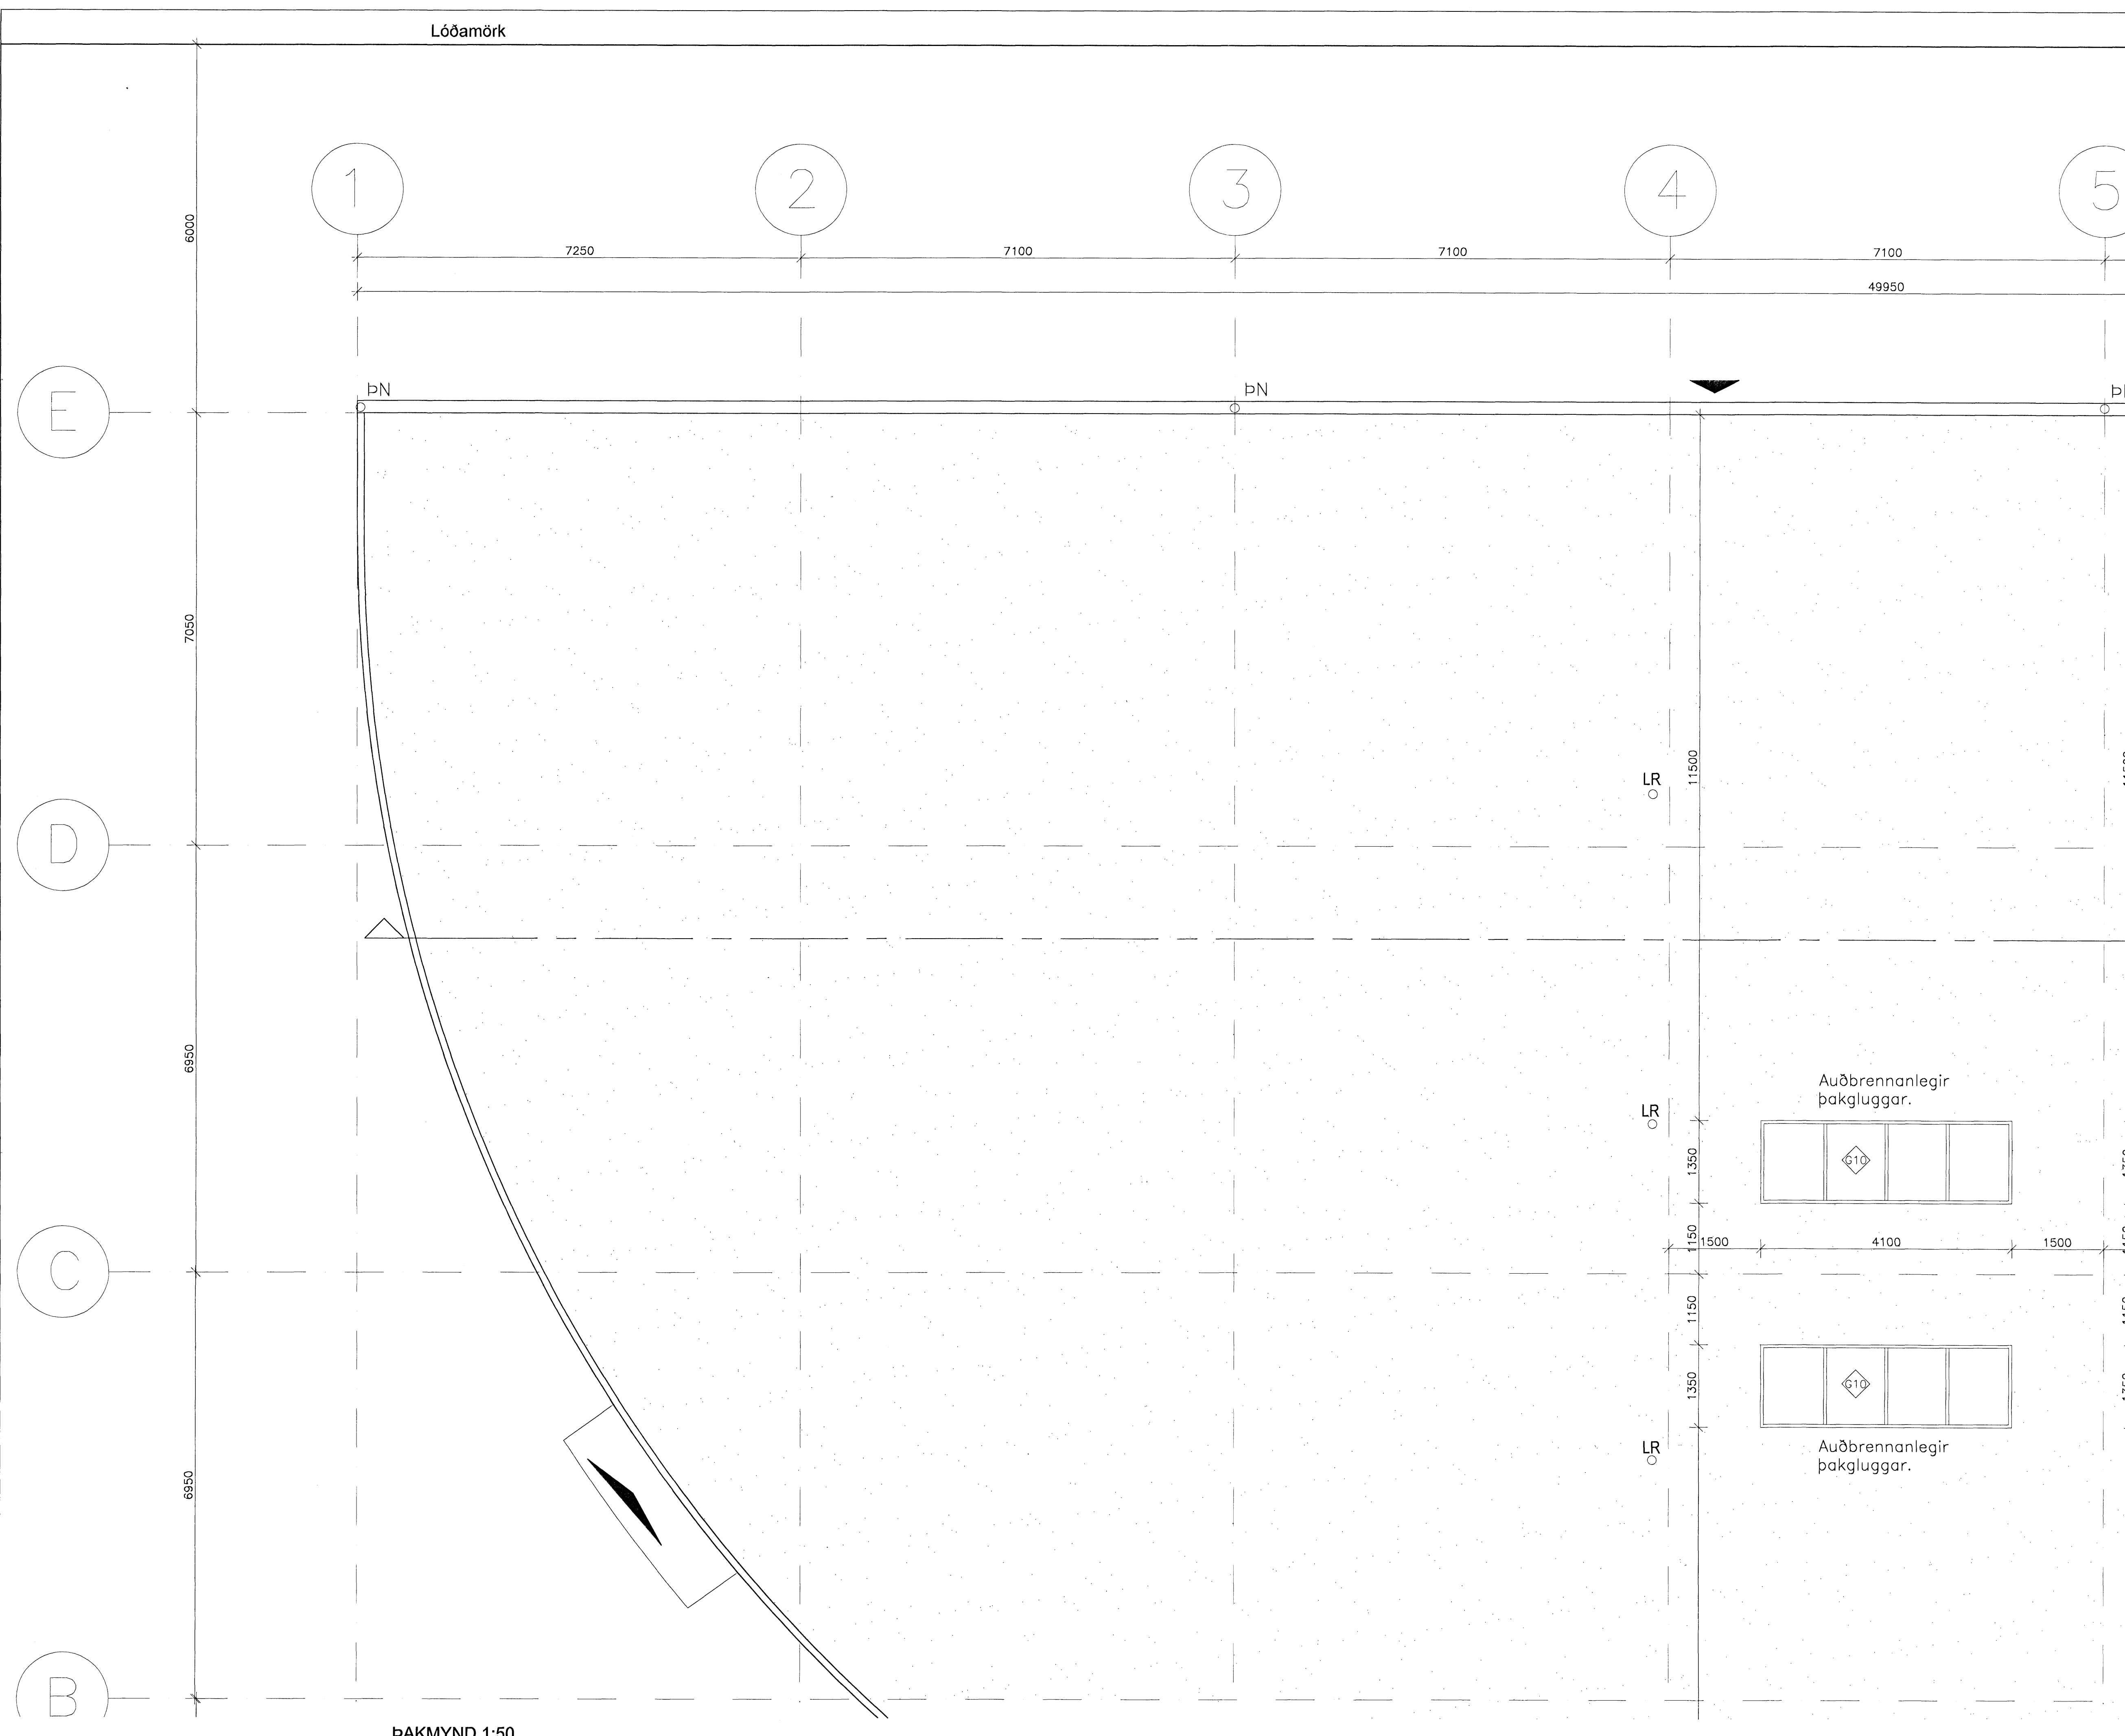 Lóðamörk
1
2
3
4
5
6000
7250
7100
7100
7100
49950
E
ÞN
ÞN
7050
11500
LR
D
6950
LR
Auðbrennanlegir
þakgluggar.
1350
G10
1150
1500
4100
1500
C
1150
1350
G10
LR
Auðbrennanlegir
þakgluggar.
6950
B
ÞAKMYND 1:50